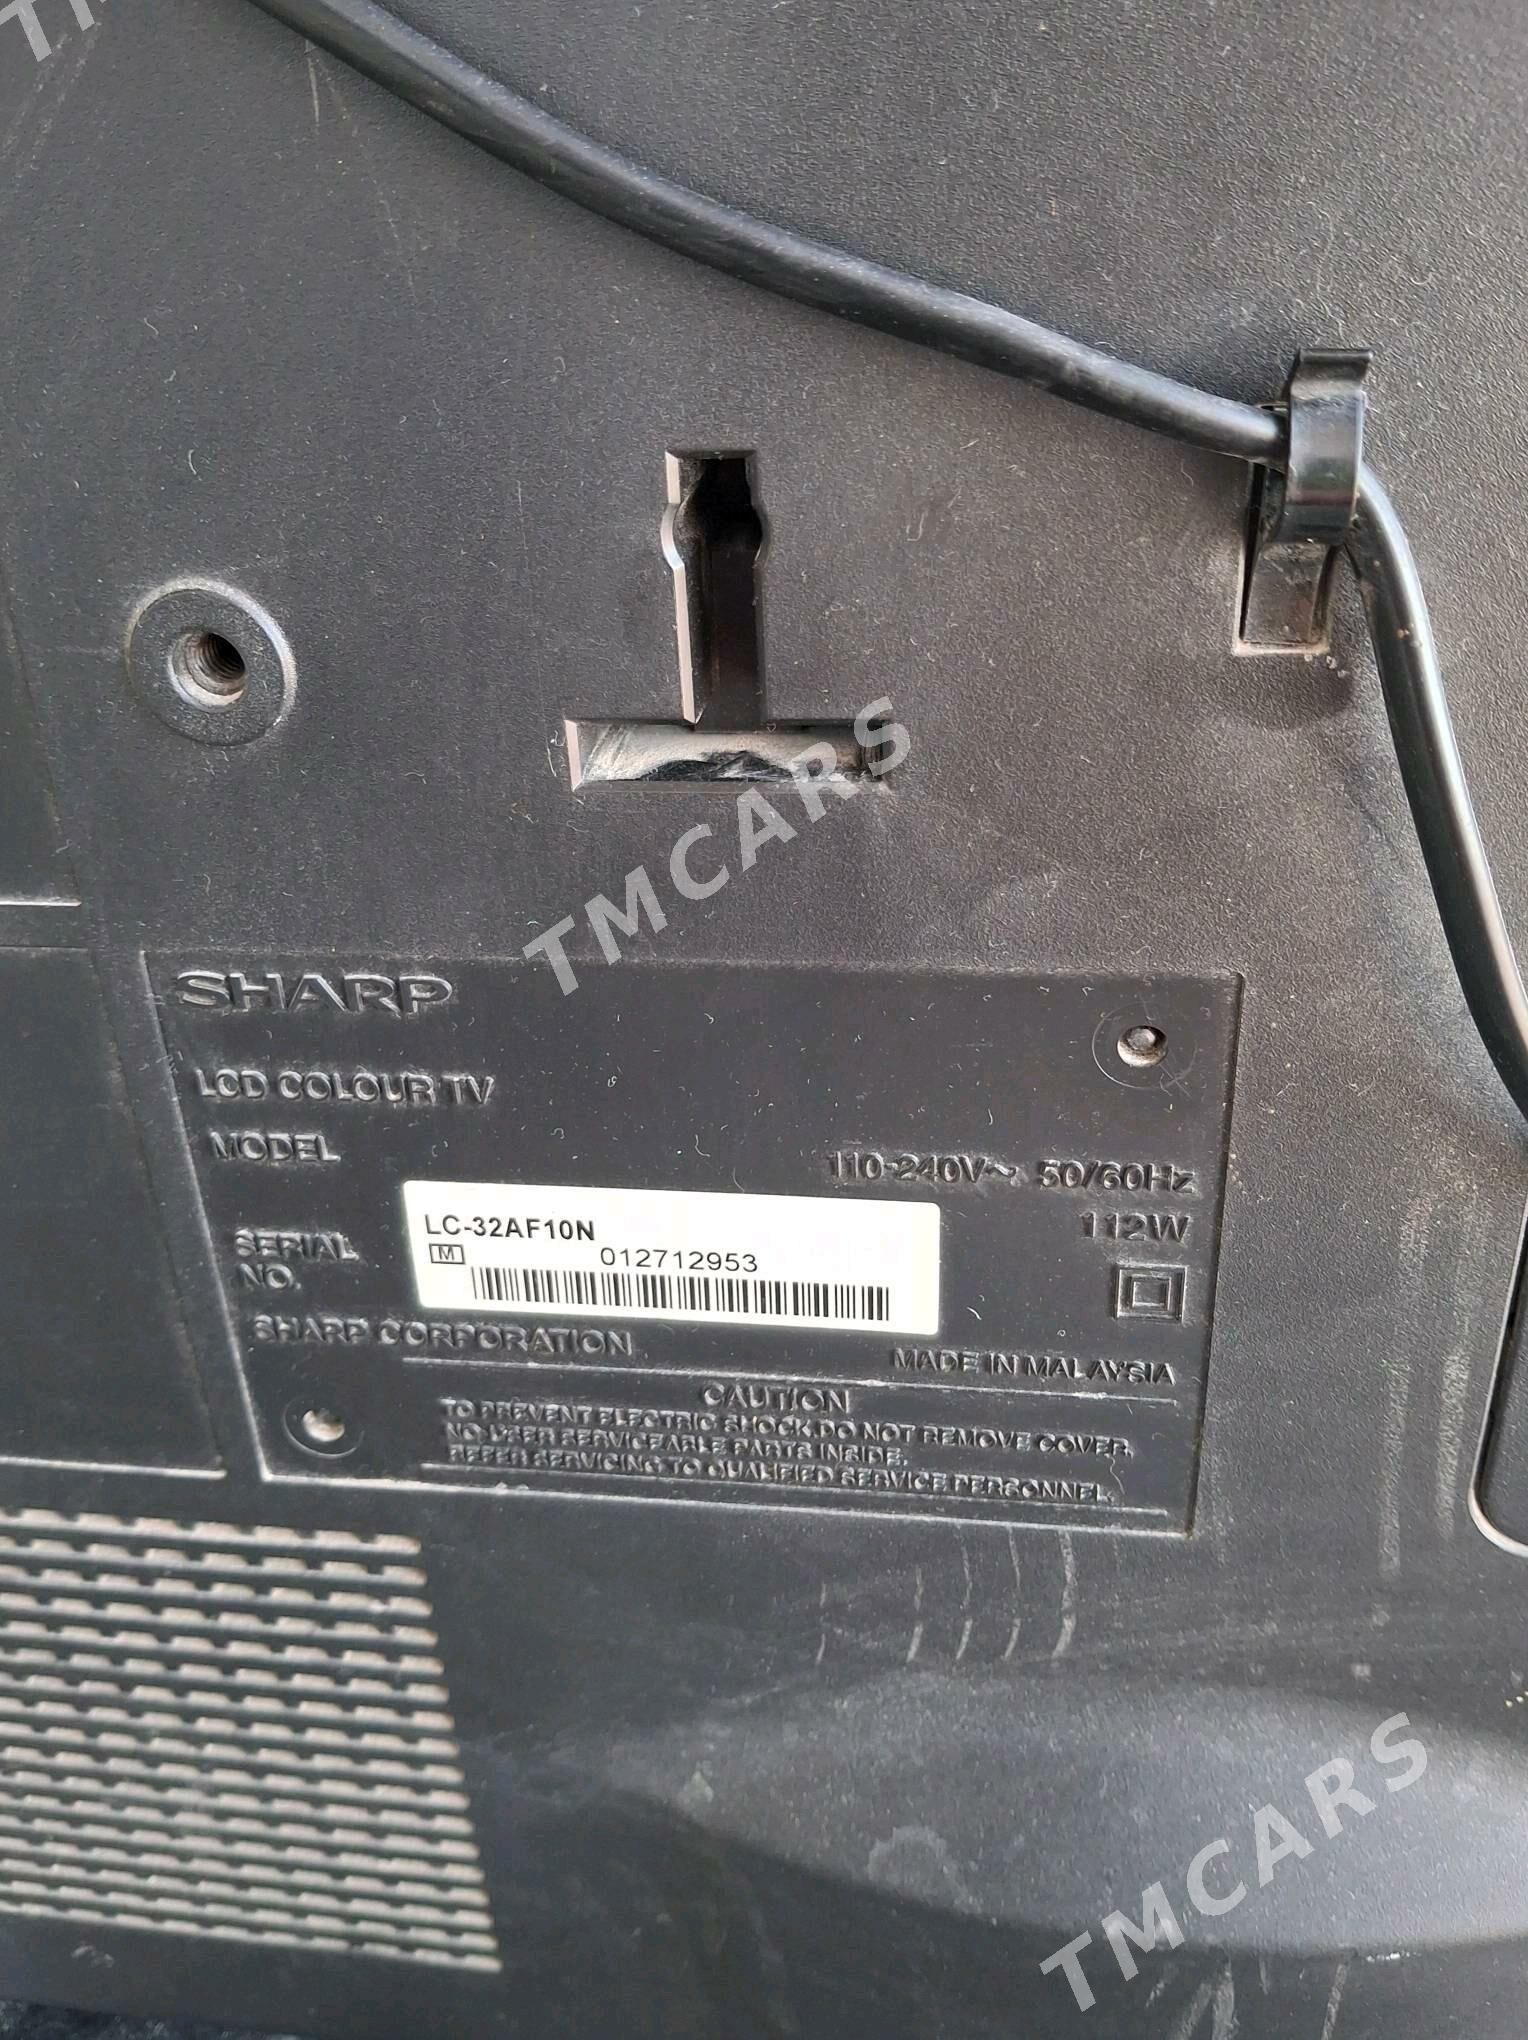 TMCARS
SHARP
LCD COLOUR TV
MODEL
110-240V~ 50/60Hz
112W
LC-32AF10N
SERIAL
NO.
M
012712953
SHARP CORPORATION
MADE IN MALAYSIA
CAUTION
TO PREVENT ELECTRIC SHOCK, DO NOT REMOVE COVER.
NO USER SERVICEABLE PARTS INSIDE.
REFER SERVICING TO QUALIFIED SERVICE PERSONNEL.
TMCARS